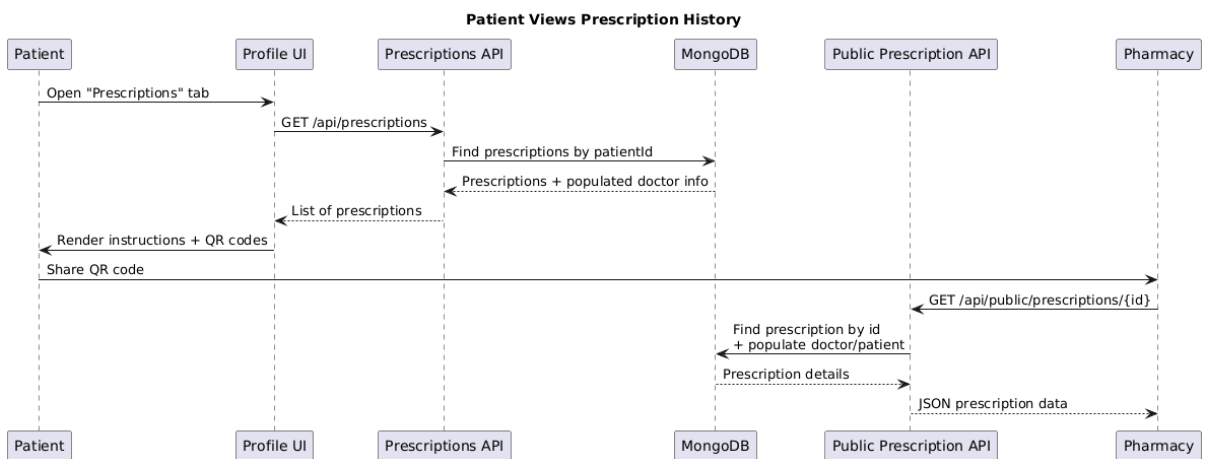 Patient Views Prescription History
Patient
Profile UI
Prescriptions API
MongoDB
Public Prescription API
Pharmacy
Open "Prescriptions" tab
GET /api/prescriptions
Find prescriptions by patientId
Prescriptions + populated doctor info
List of prescriptions
Render instructions + QR codes
Share QR code
GET /api/public/prescriptions/{id}
Find prescription by id
+ populate doctor/patient
Prescription details
JSON prescription data
Patient
Profile UI
Prescriptions API
MongoDB
Public Prescription API
Pharmacy